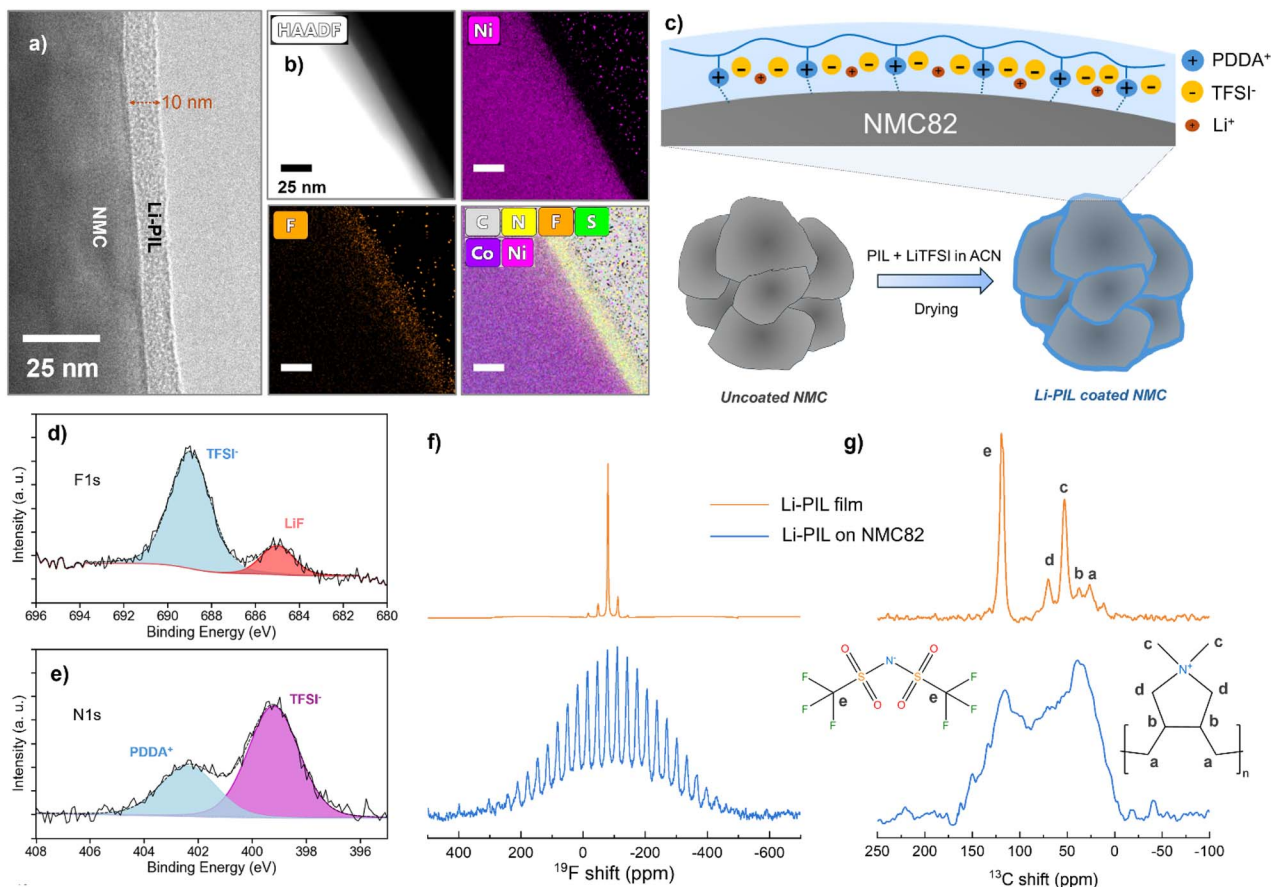 a)
10 nm
NMC
Li-PIL
25 nm
HAADF
b)
25 nm
Ni
F
C N F S
Co Ni
c)
+ PDDA⁺
- TFSI⁻
+ Li⁺
NMC82
PIL + LiTFSI in ACN
Drying
Uncoated NMC
Li-PIL coated NMC
d)
F1s
TFSI⁻
LiF
Intensity (a. u.)
696 694 692 690 688 686 684 682 680
Binding Energy (eV)
e)
N1s
PDDA⁺
TFSI⁻
Intensity (a. u.)
408 406 404 402 400 398 396
Binding Energy (eV)
f)
Li-PIL film
Li-PIL on NMC82
400 200 0 -200 -400 -600
¹⁹F shift (ppm)
g)
e
d
c
b
a
O N⁻ O
F S S F
F O O F
F e e F
c c
N⁺
d d
b b
a a
n
250 200 150 100 50 0 -50 -100
¹³C shift (ppm)